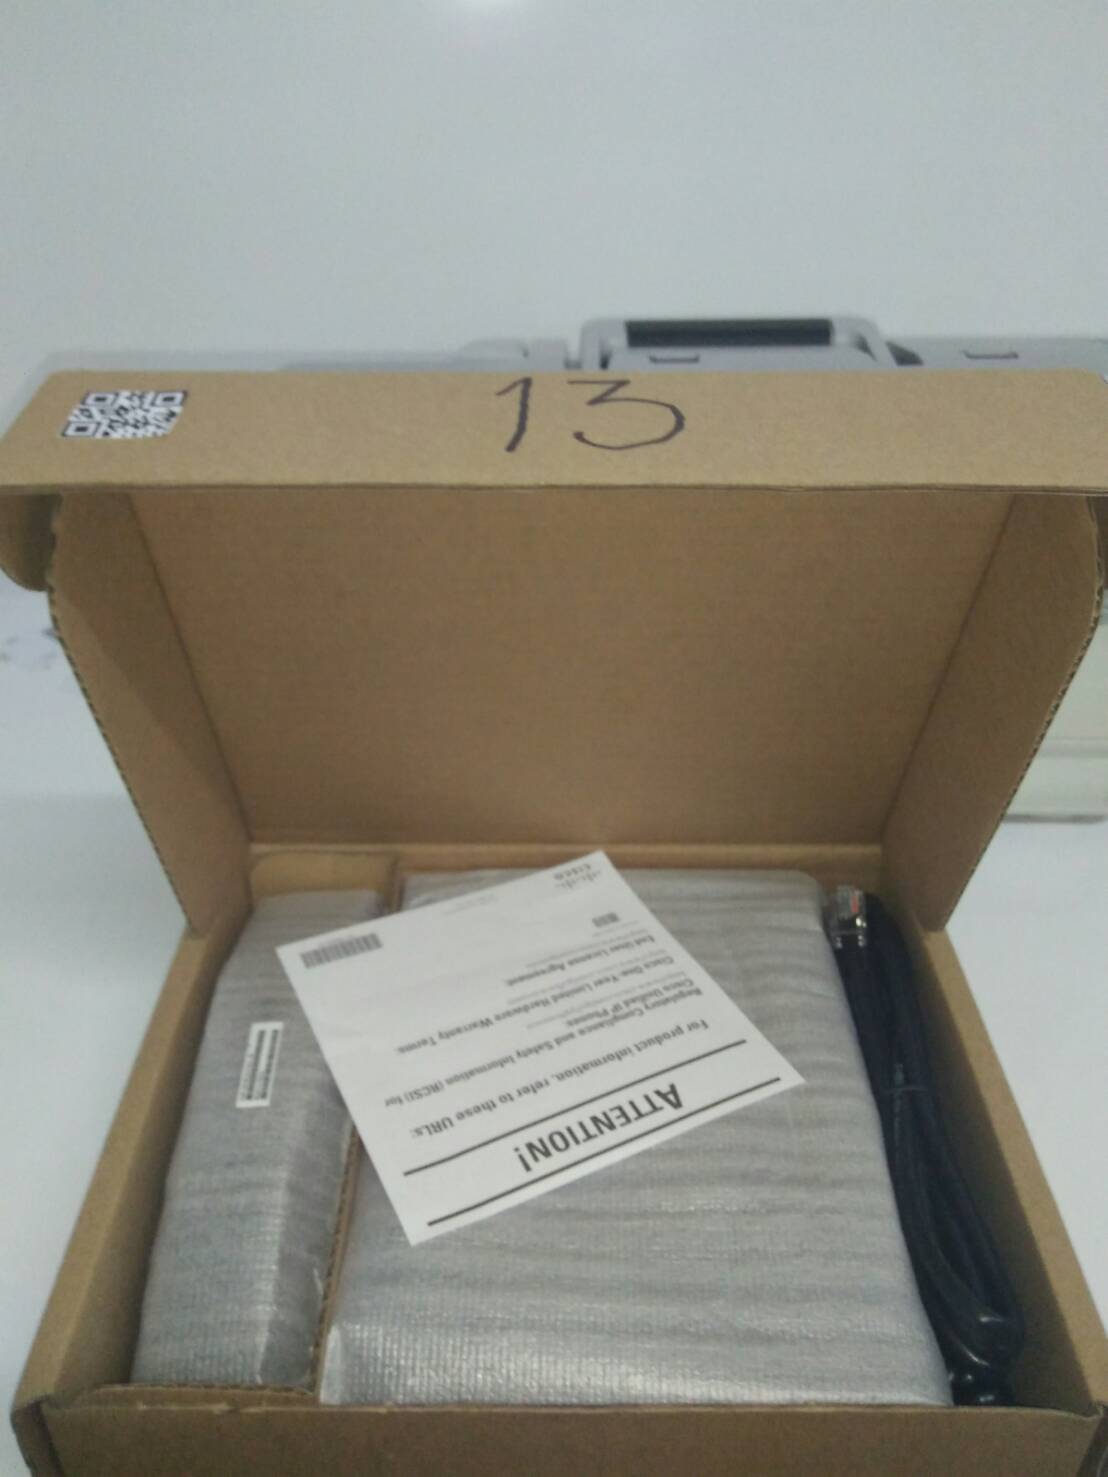 13
ATTENTION!
For product information, refer to these URLs:
Regulatory Compliance and Safety Information (RCSI) for
Cisco Unified IP Phones:
Cisco One-Year Limited Hardware Warranty Terms:
End User License Agreement:
CISCO